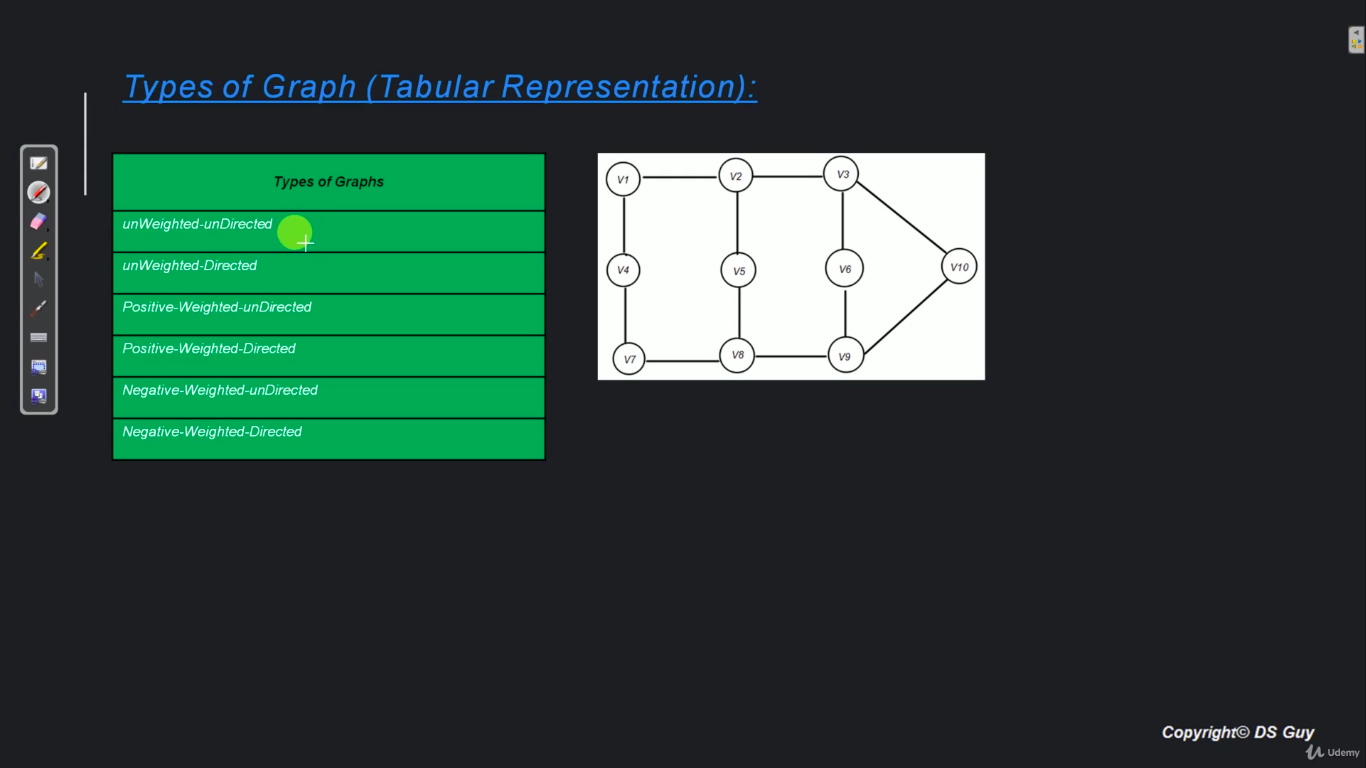 Types of Graph (Tabular Representation):
Types of Graphs
unWeighted-unDirected
unWeighted-Directed
Positive-Weighted-unDirected
Positive-Weighted-Directed
Negative-Weighted-unDirected
Negative-Weighted-Directed
V1 V2 V3
V4 V5 V6 V10
V7 V8 V9
Copyright© DS Guy
Udemy